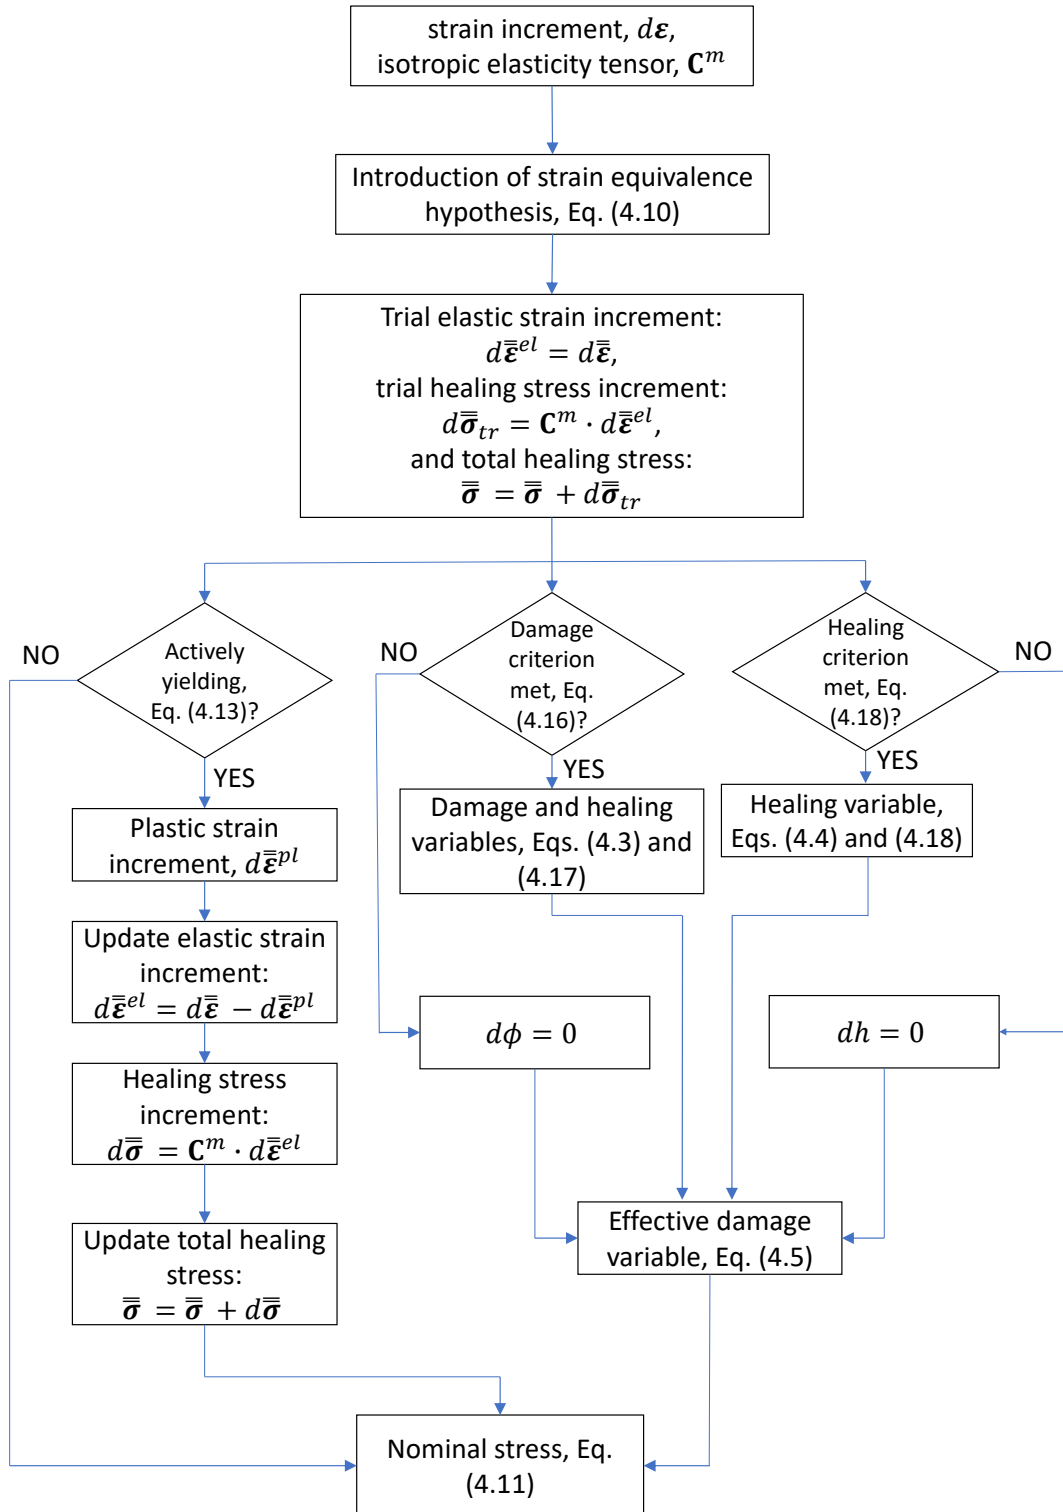 strain increment, d𝛆,
isotropic elasticity tensor, 𝐂ᵐ
Introduction of strain equivalence
hypothesis, Eq. (4.10)
Trial elastic strain increment:
d𝛆̿ᵉˡ = d𝛆̿,
trial healing stress increment:
d𝛔̿ₜᵣ = 𝐂ᵐ · d𝛆̿ᵉˡ,
and total healing stress:
𝛔̿ = 𝛔̿ + d𝛔̿ₜᵣ
NO
Actively
yielding,
Eq. (4.13)?
YES
NO
Damage
criterion
met, Eq.
(4.16)?
YES
Healing
criterion
met, Eq.
(4.18)?
NO
YES
Plastic strain
increment, d𝛆̿ᵖˡ
Damage and healing
variables, Eqs. (4.3) and
(4.17)
Healing variable,
Eqs. (4.4) and (4.18)
Update elastic strain
increment:
d𝛆̿ᵉˡ = d𝛆̿ − d𝛆̿ᵖˡ
dϕ = 0
dh = 0
Healing stress
increment:
d𝛔̿ = 𝐂ᵐ · d𝛆̿ᵉˡ
Update total healing
stress:
𝛔̿ = 𝛔̿ + d𝛔̿
Effective damage
variable, Eq. (4.5)
Nominal stress, Eq.
(4.11)